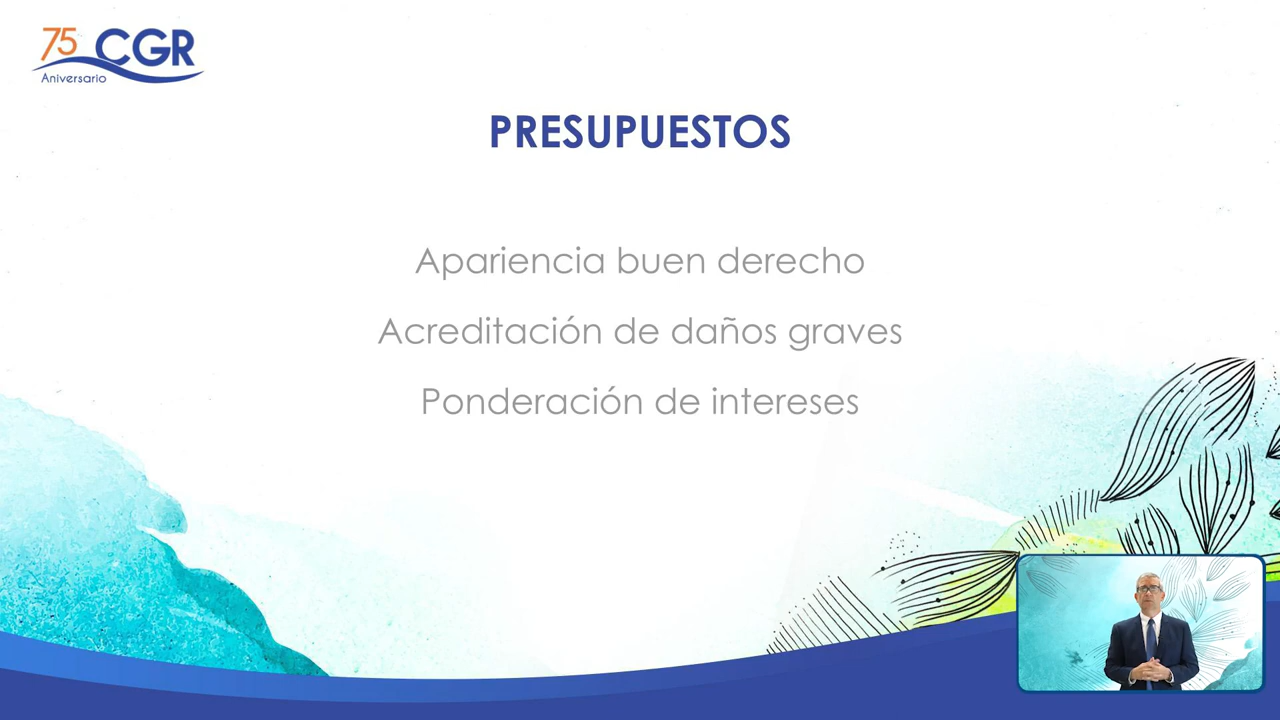 75 CGR
Aniversario
PRESUPUESTOS
Apariencia buen derecho
Acreditación de daños graves
Ponderación de intereses